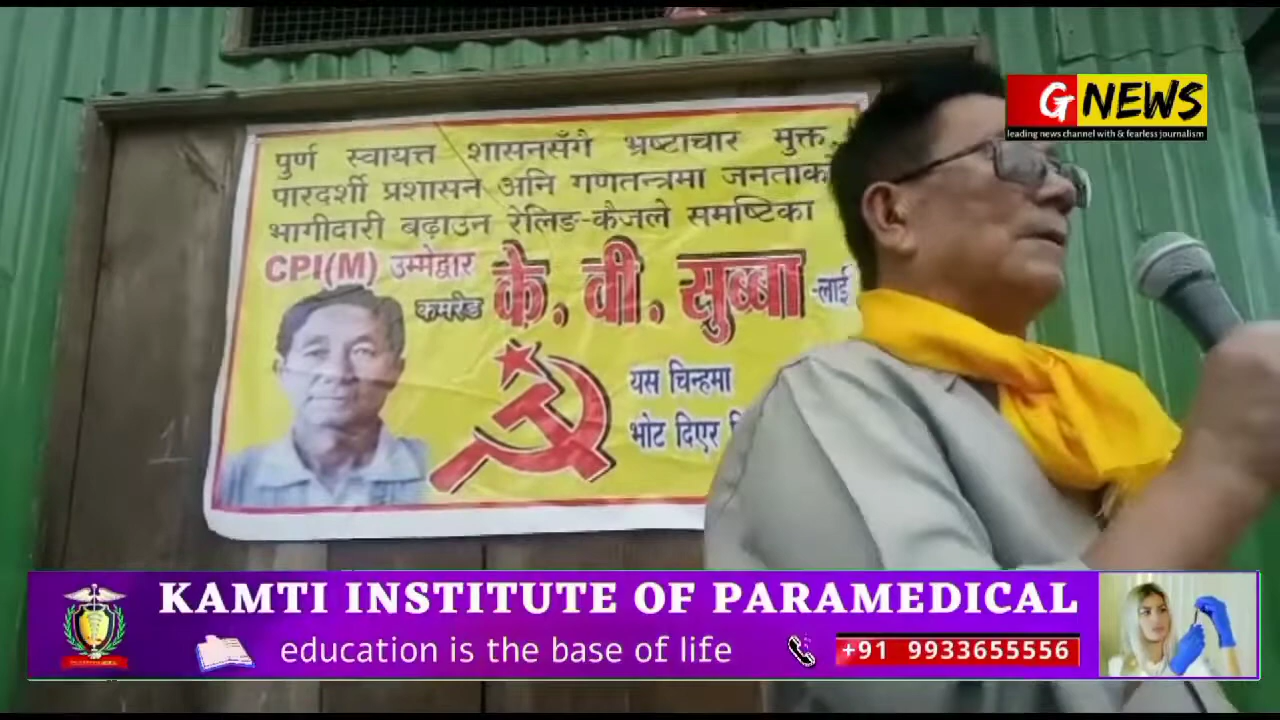 G NEWS
leading news channel with & fearless journalism
पुर्ण स्वायत्त शासनसँगै भ्रष्टाचार मुक्त,
पारदर्शी प्रशासन अनि गणतन्त्रमा जनताको
भागीदारी बढ़ाउन रेलिङ-कैजले समष्टिका
CPI(M) उम्मेद्वार
कमरेड के. वी. सुब्बा -लाई
यस चिन्हमा
भोट दिएर
KAMTI INSTITUTE OF PARAMEDICAL
education is the base of life
+91 9933655556